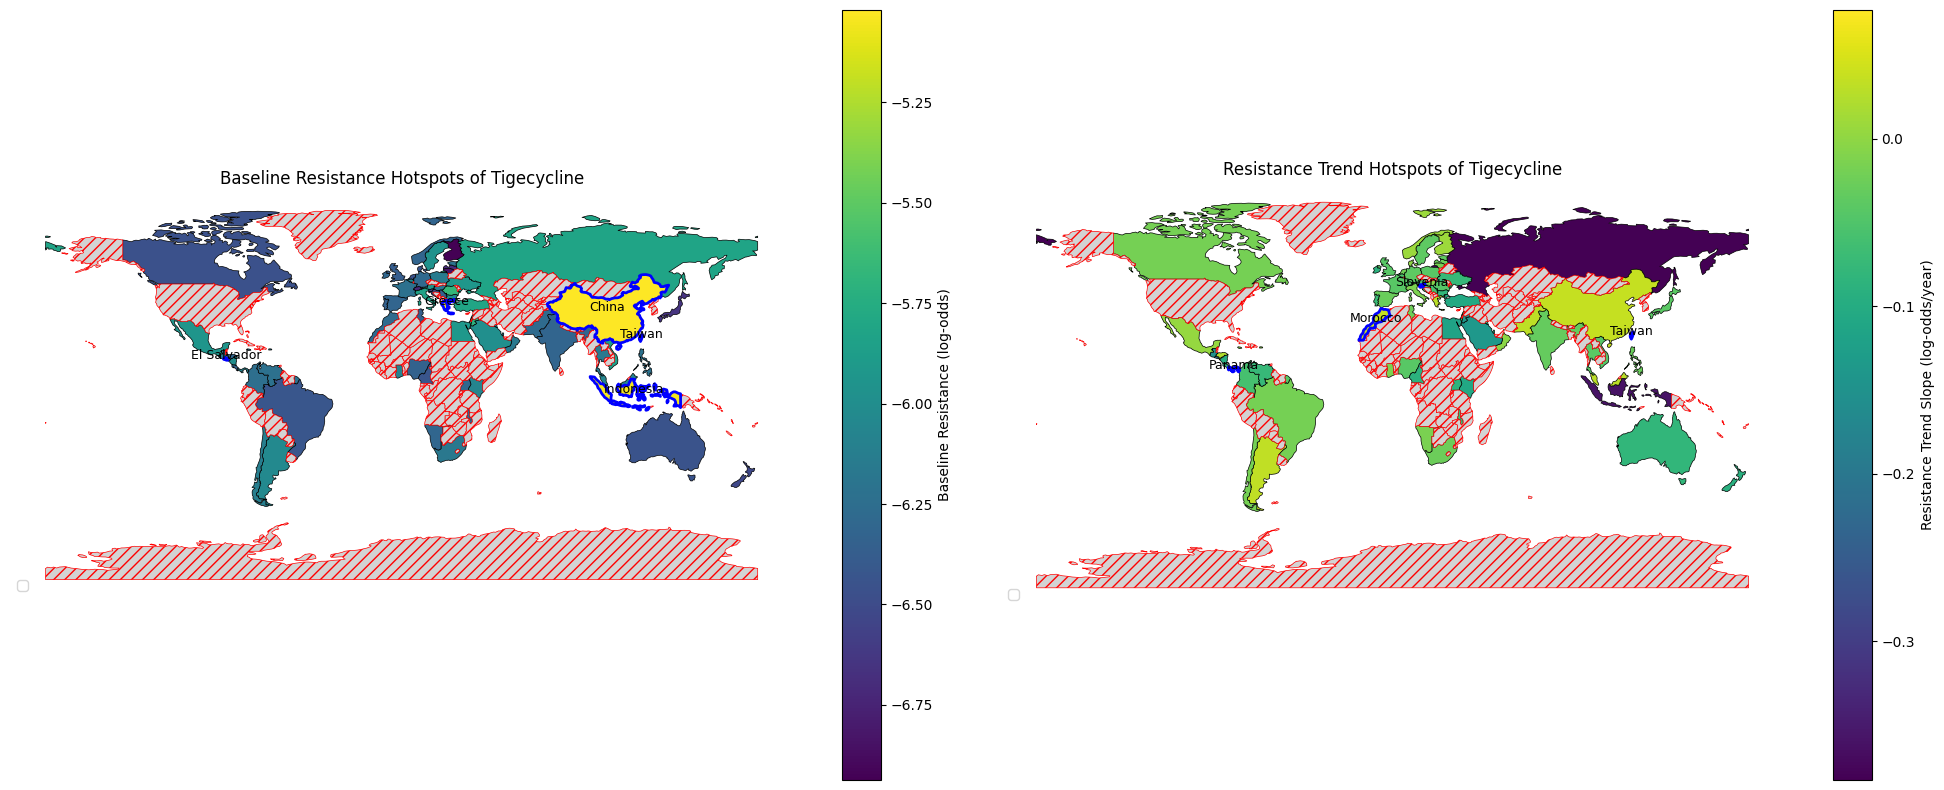 Baseline Resistance Hotspots of Tigecycline
Greece
China
Taiwan
El Salvador
Indonesia
−5.25
−5.50
−5.75
−6.00
−6.25
−6.50
−6.75
Baseline Resistance (log-odds)
Resistance Trend Hotspots of Tigecycline
Slovenia
Morocco
Taiwan
Panama
0.0
−0.1
−0.2
−0.3
Resistance Trend Slope (log-odds/year)